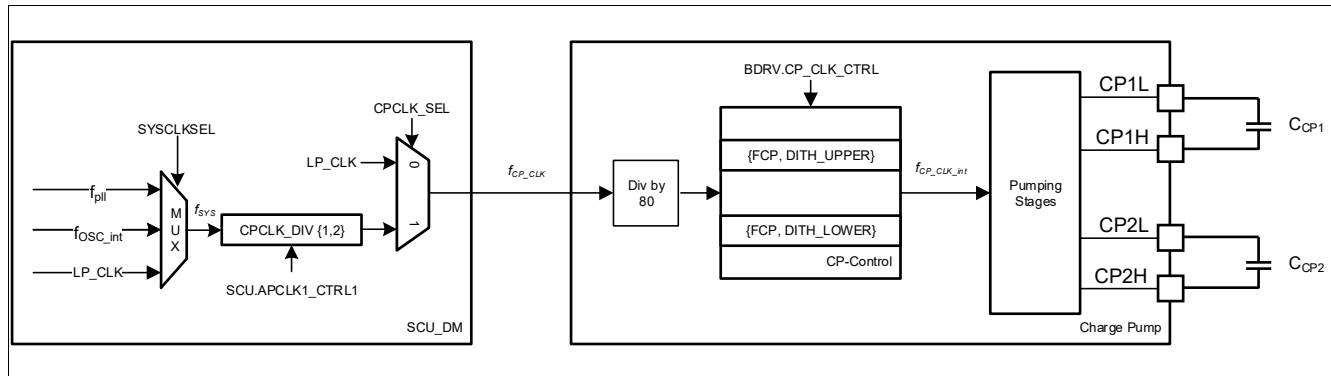 SYSCLKSEL
f_pll
f_OSC_int
LP_CLK
M
U
X
f_SYS
CPCLK_DIV {1,2}
SCU.APCLK1_CTRL1
CPCLK_SEL
LP_CLK
0
1
SCU_DM
f_CP_CLK
Div by
80
BDRV.CP_CLK_CTRL
{FCP, DITH_UPPER}
{FCP, DITH_LOWER}
CP-Control
f_CP_CLK_int
Pumping
Stages
CP1L
CP1H
CP2L
CP2H
C_CP1
C_CP2
Charge Pump